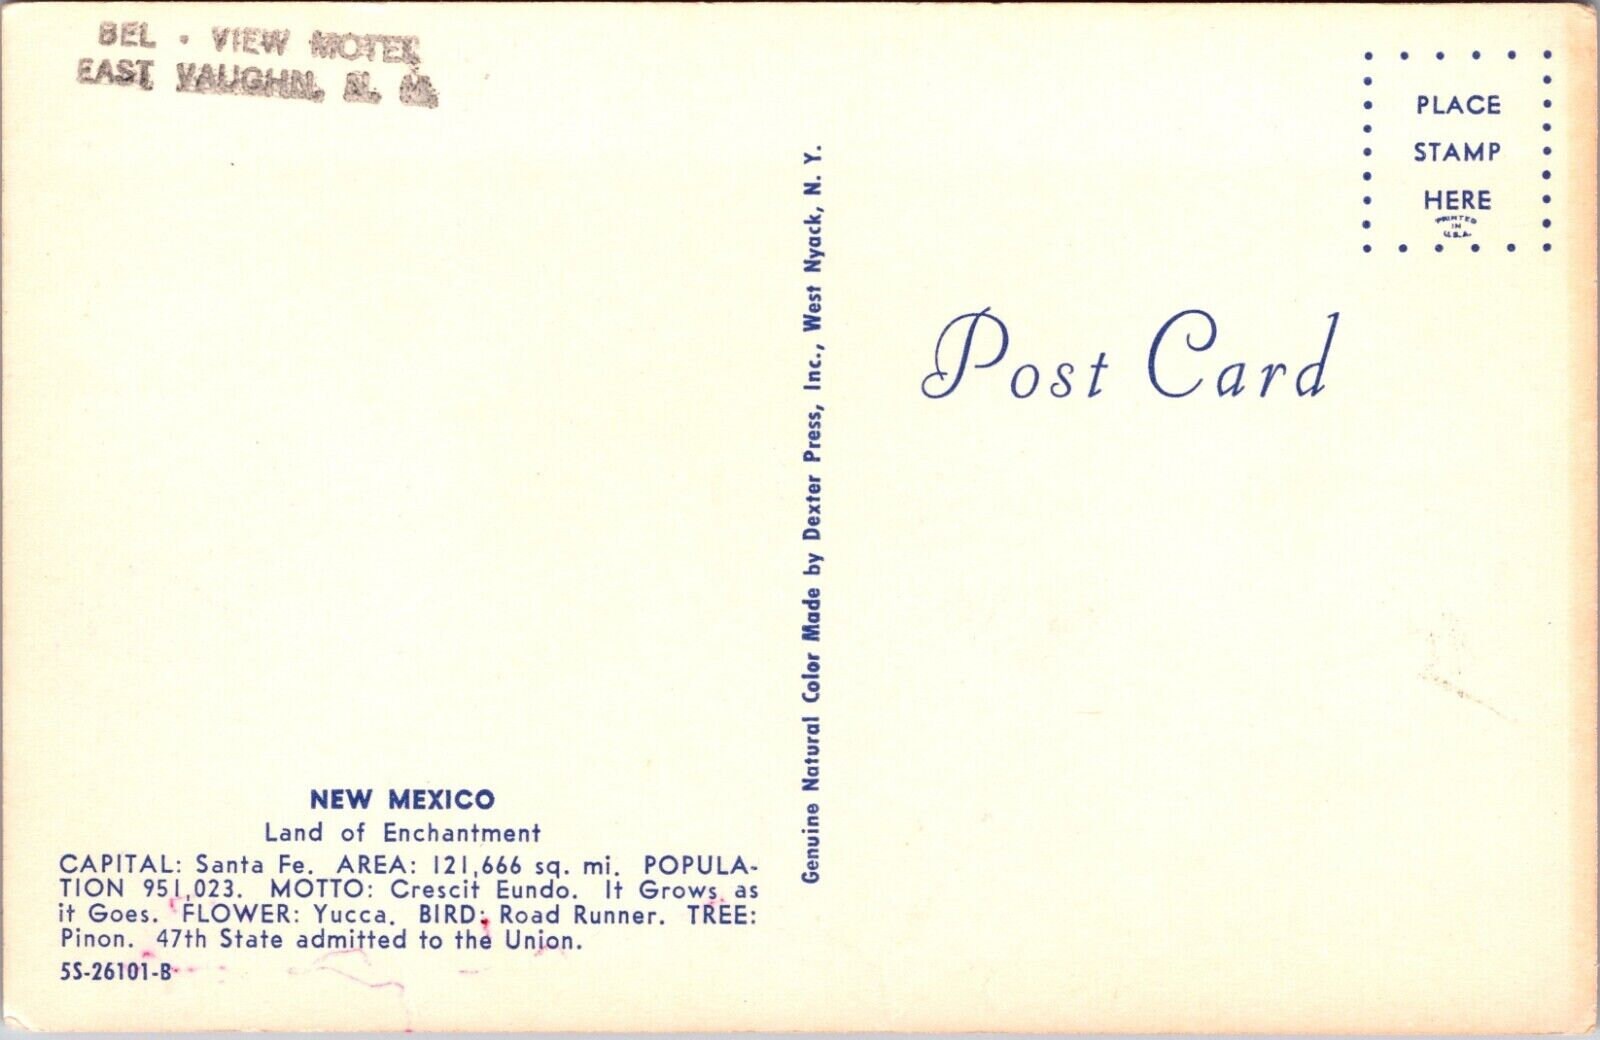 BEL · VIEW MOTEL
EAST VAUGHN, N. M.
PLACE
STAMP
HERE
PRINTED
IN
U.S.A.
Genuine Natural Color Made by Dexter Press, Inc., West Nyack, N. Y.
Post Card
NEW MEXICO
Land of Enchantment
CAPITAL: Santa Fe. AREA: 121,666 sq. mi. POPULA-
TION 951,023. MOTTO: Crescit Eundo. It Grows as
it Goes. FLOWER: Yucca. BIRD: Road Runner. TREE:
Pinon. 47th State admitted to the Union.
5S-26101-B